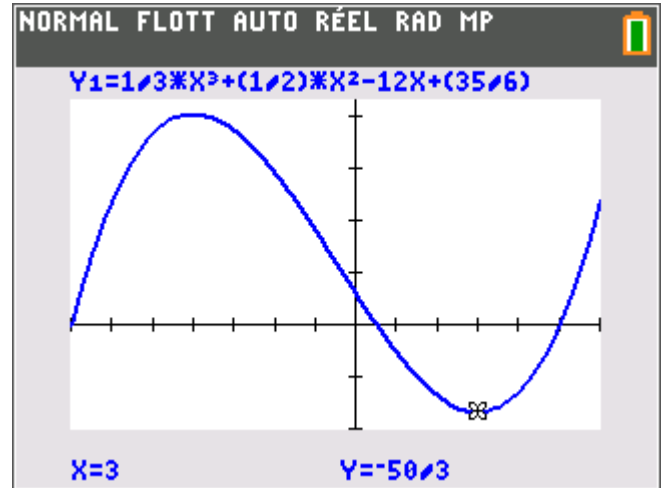 NORMAL FLOTT AUTO RÉEL RAD MP
Y₁=1/3*X³+(1/2)*X²-12X+(35/6)
X=3 Y=⁻50/3